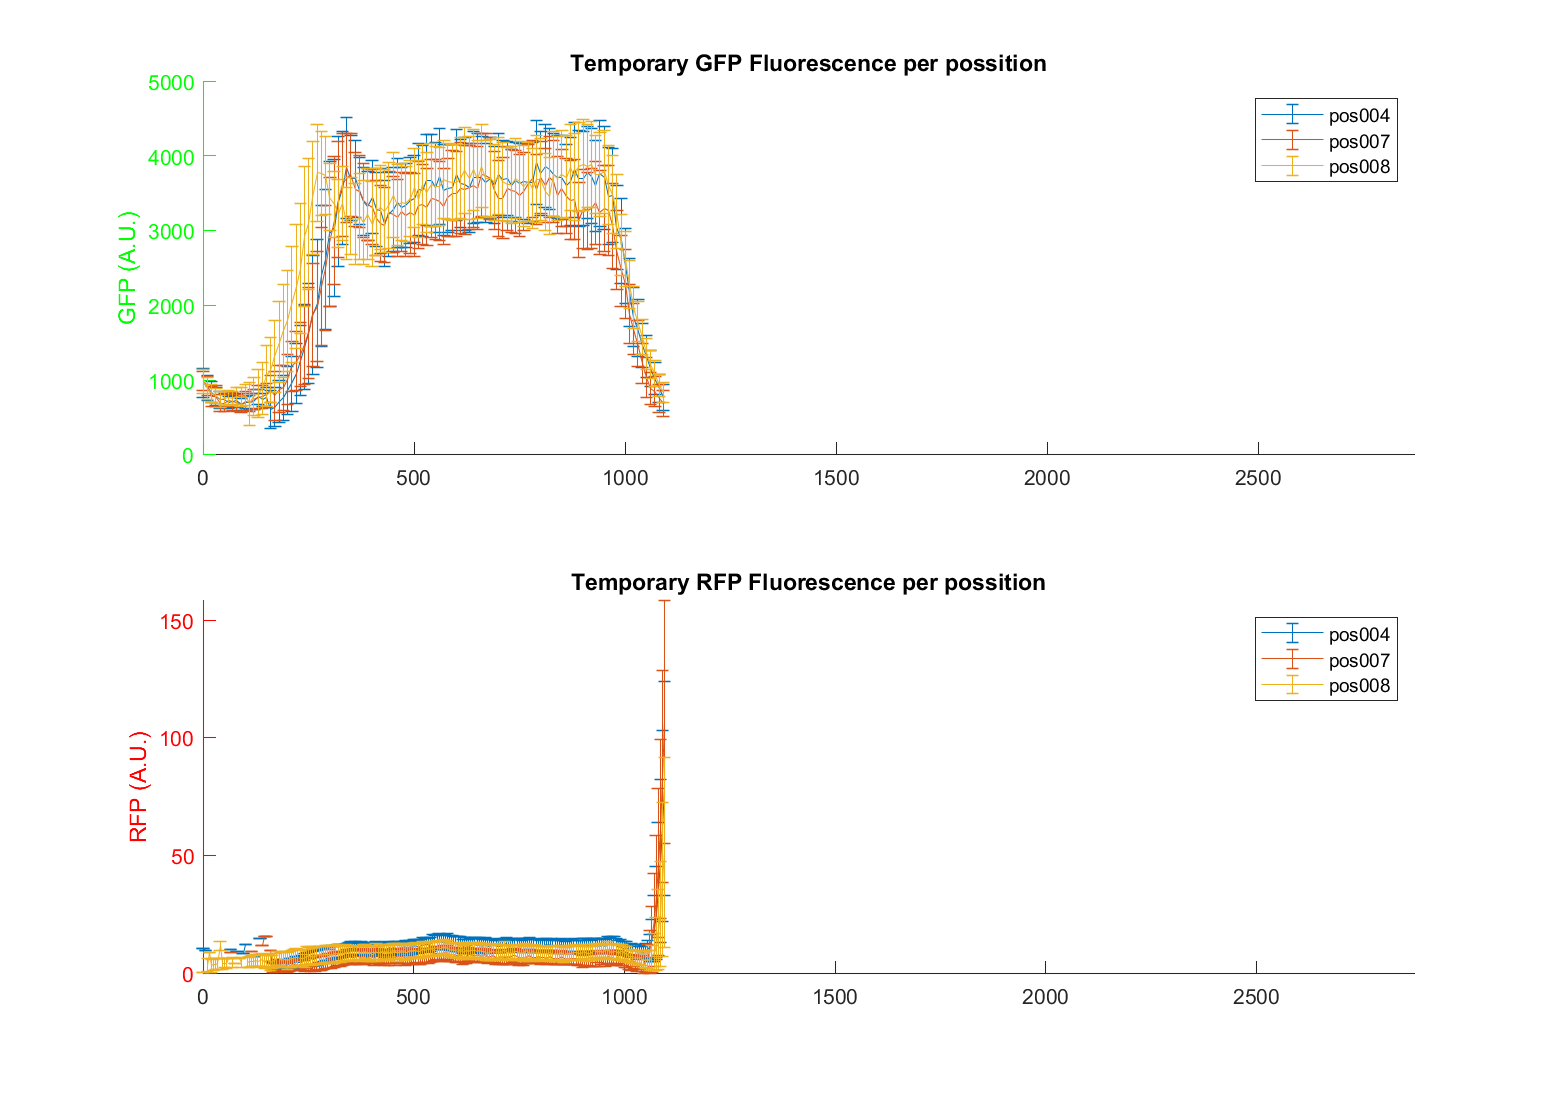 Temporary GFP Fluorescence per possition
5000
4000
3000
2000
1000
0
GFP (A.U.)
pos004
pos007
pos008
0 500 1000 1500 2000 2500
Temporary RFP Fluorescence per possition
150
100
50
0
RFP (A.U.)
pos004
pos007
pos008
0 500 1000 1500 2000 2500